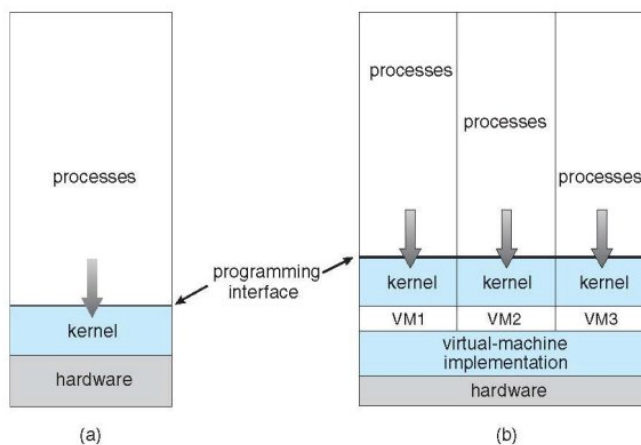 processes
kernel
hardware
(a)
programming
interface
processes
processes
processes
kernel kernel kernel
VM1 VM2 VM3
virtual-machine
implementation
hardware
(b)